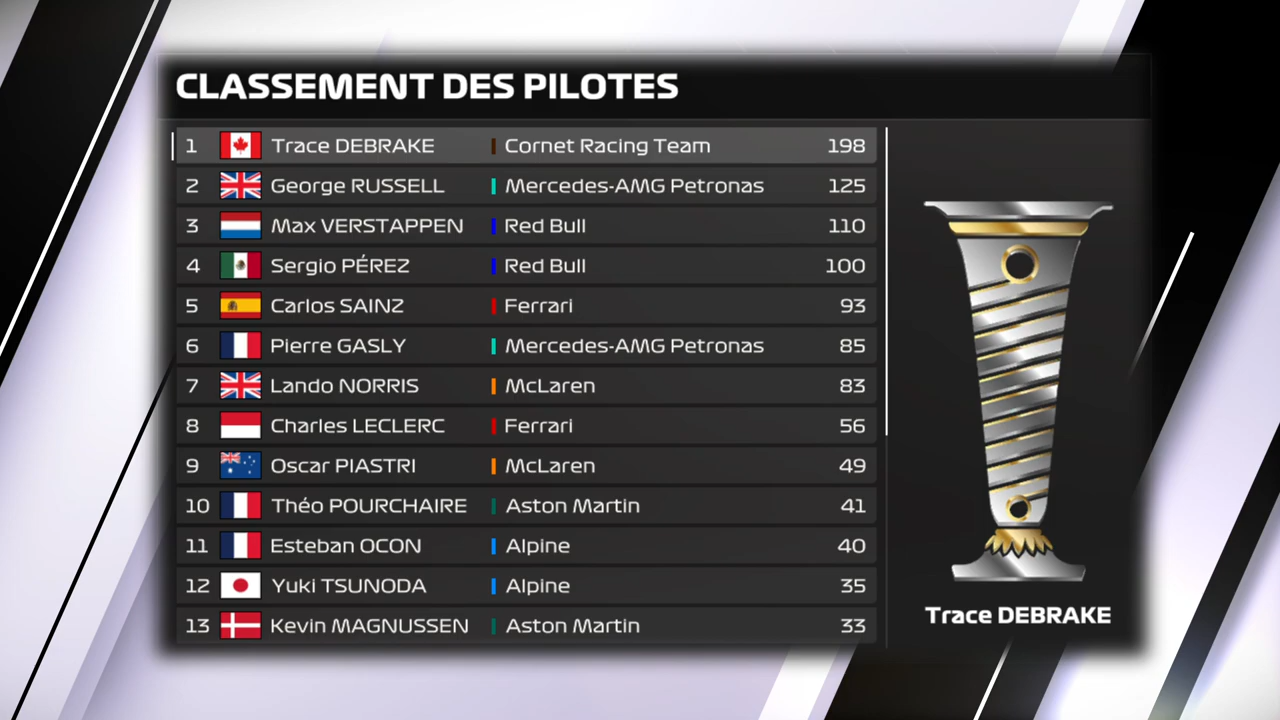 CLASSEMENT DES PILOTES
1 Trace DEBRAKE Cornet Racing Team 198
2 George RUSSELL Mercedes-AMG Petronas 125
3 Max VERSTAPPEN Red Bull 110
4 Sergio PÉREZ Red Bull 100
5 Carlos SAINZ Ferrari 93
6 Pierre GASLY Mercedes-AMG Petronas 85
7 Lando NORRIS McLaren 83
8 Charles LECLERC Ferrari 56
9 Oscar PIASTRI McLaren 49
10 Théo POURCHAIRE Aston Martin 41
11 Esteban OCON Alpine 40
12 Yuki TSUNODA Alpine 35
13 Kevin MAGNUSSEN Aston Martin 33
Trace DEBRAKE